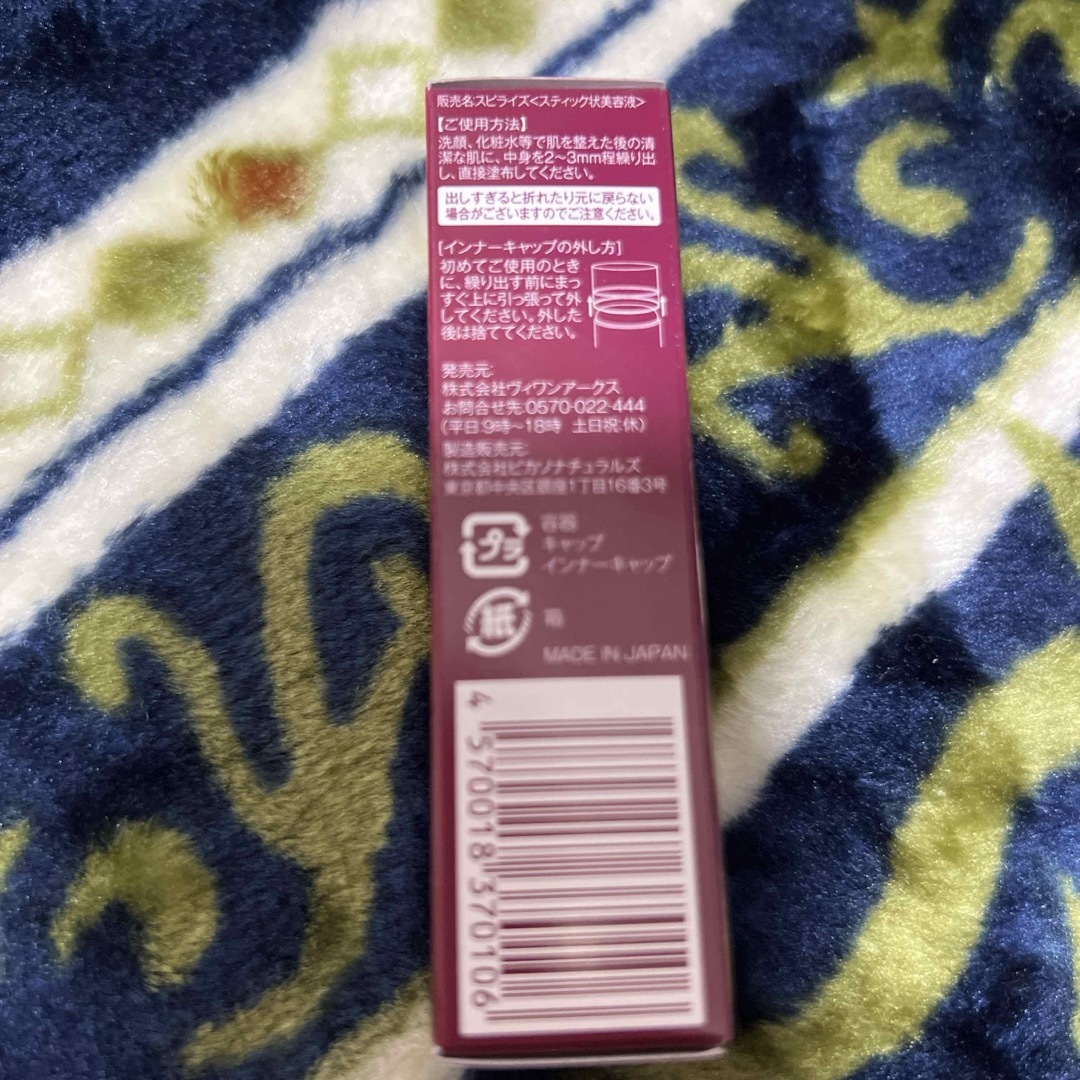 販売名:スピライズ<スティック状美容液>
【ご使用方法】
洗顔、化粧水等で肌を整えた後の清
潔な肌に、中身を2〜3mm程繰り出
し、直接塗布してください。
出しすぎると折れたり元に戻らない
場合がございますのでご注意ください。
[インナーキャップの外し方]
初めてご使用のとき
に、繰り出す前にまっ
すぐ上に引っ張って外
してください。外した
後は捨ててください。
発売元:
株式会社ヴィワンアークス
お問合せ先:0570-022-444
(平日:9時〜18時 土日祝:休)
製造販売元:
株式会社ピカソナチュラルズ
東京都中央区銀座1丁目16番3号
プラ
容器
キャップ
インナーキャップ
紙
箱
MADE IN JAPAN
4 570018 370106